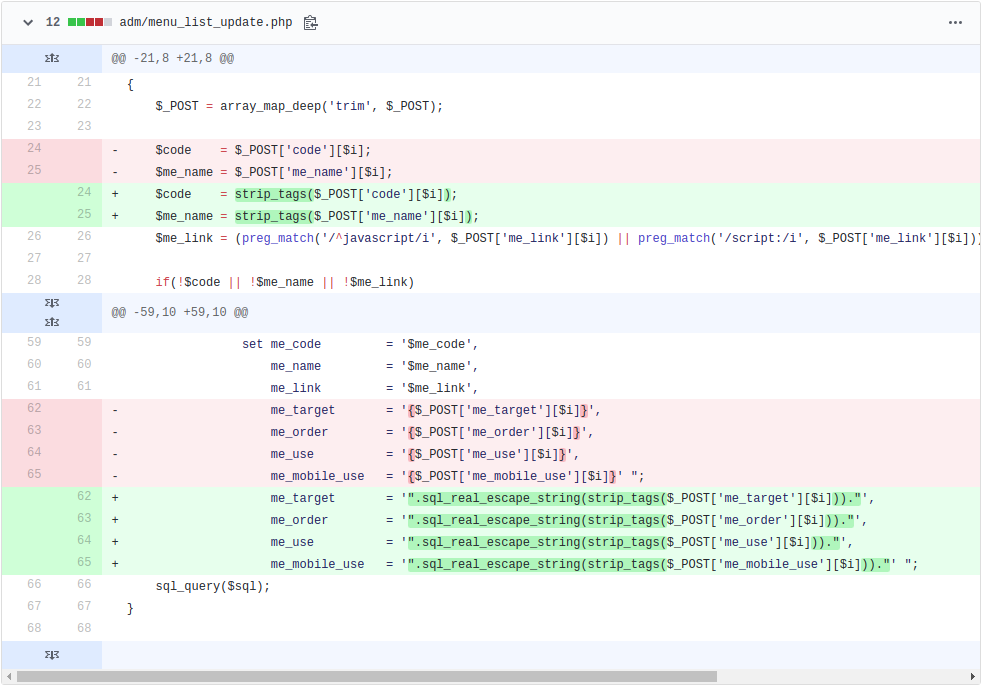 12 adm/menu_list_update.php
@@ -21,8 +21,8 @@
21 21 {
22 22 $_POST = array_map_deep('trim', $_POST);
23 23
24 - $code    = $_POST['code'][$i];
25 - $me_name = $_POST['me_name'][$i];
24 + $code    = strip_tags($_POST['code'][$i]);
25 + $me_name = strip_tags($_POST['me_name'][$i]);
26 26 $me_link = (preg_match('/^javascript/i', $_POST['me_link'][$i]) || preg_match('/script:/i', $_POST['me_link'][$i]))
27 27
28 28 if(!$code || !$me_name || !$me_link)
@@ -59,10 +59,10 @@
59 59 set me_code         = '$me_code',
60 60 me_name         = '$me_name',
61 61 me_link         = '$me_link',
62 - me_target       = '{$_POST['me_target'][$i]}',
63 - me_order        = '{$_POST['me_order'][$i]}',
64 - me_use          = '{$_POST['me_use'][$i]}',
65 - me_mobile_use   = '{$_POST['me_mobile_use'][$i]}' ";
62 + me_target       = '".sql_real_escape_string(strip_tags($_POST['me_target'][$i]))."',
63 + me_order        = '".sql_real_escape_string(strip_tags($_POST['me_order'][$i]))."',
64 + me_use          = '".sql_real_escape_string(strip_tags($_POST['me_use'][$i]))."',
65 + me_mobile_use   = '".sql_real_escape_string(strip_tags($_POST['me_mobile_use'][$i]))."' ";
66 66 sql_query($sql);
67 67 }
68 68